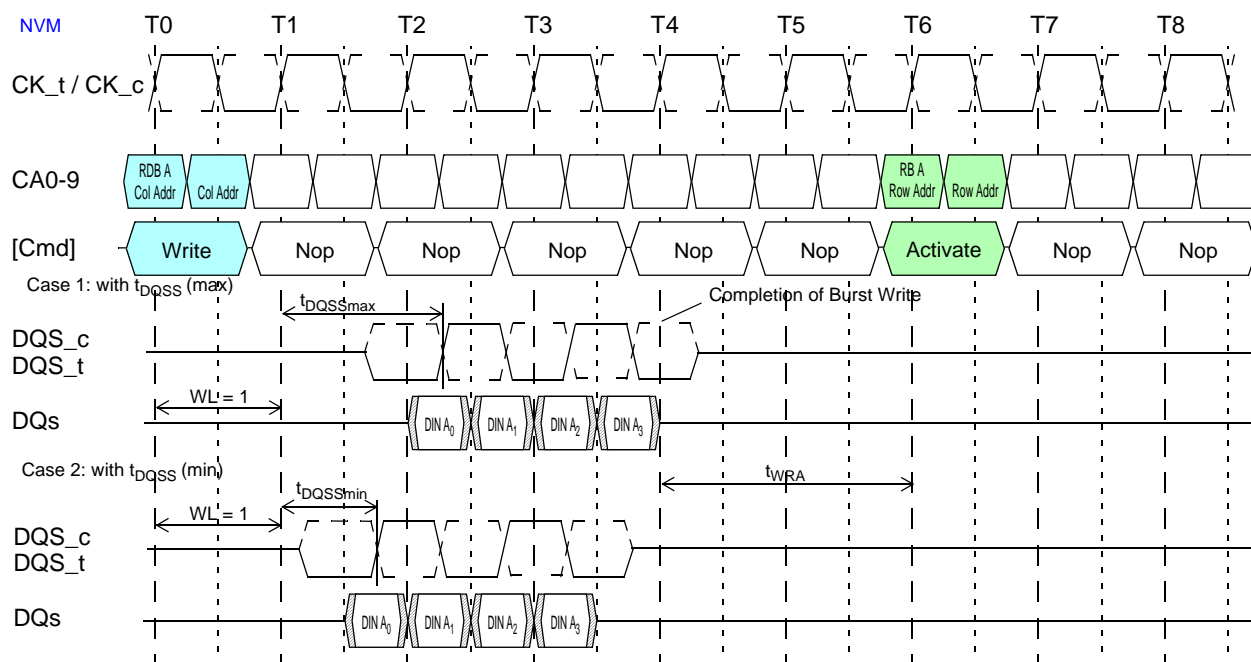 NVM T0 T1 T2 T3 T4 T5 T6 T7 T8
CK_t / CK_c
CA0-9
RDB A
Col Addr
Col Addr
RB A
Row Addr
Row Addr
[Cmd] Write Nop Nop Nop Nop Nop Activate Nop Nop
Case 1: with tDQSS (max)
tDQSSmax
Completion of Burst Write
DQS_c
DQS_t
WL = 1
DQs DIN A0 DIN A1 DIN A2 DIN A3
Case 2: with tDQSS (min)
tDQSSmin
tWRA
WL = 1
DQS_c
DQS_t
DQs DIN A0 DIN A1 DIN A2 DIN A3